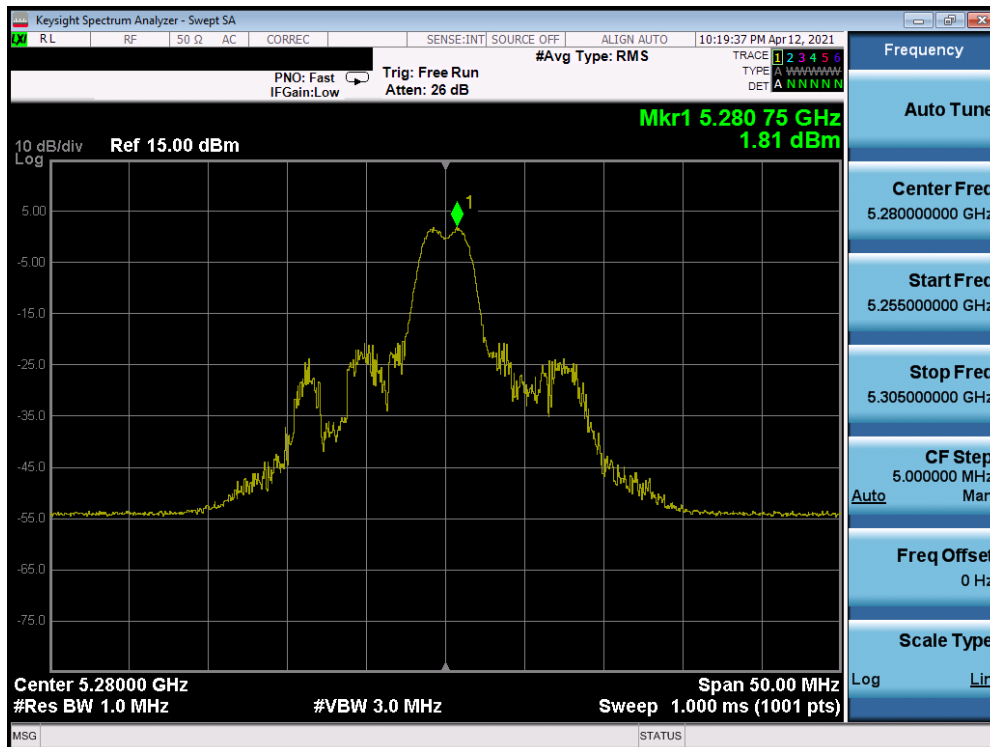 Keysight Spectrum Analyzer - Swept SA
LXI RL RF 50 Ω AC CORREC SENSE:INT SOURCE OFF ALIGN AUTO 10:19:37 PM Apr 12, 2021
#Avg Type: RMS TRACE 1 2 3 4 5 6
PNO: Fast Trig: Free Run TYPE A WWWWW
IFGain:Low Atten: 26 dB DET A N N N N N
Mkr1 5.280 75 GHz
1.81 dBm
10 dB/div Ref 15.00 dBm
Log
1
5.00
-5.00
-15.0
-25.0
-35.0
-45.0
-55.0
-65.0
-75.0
Center 5.28000 GHz Span 50.00 MHz
#Res BW 1.0 MHz #VBW 3.0 MHz Sweep 1.000 ms (1001 pts)
MSG STATUS
Frequency
Auto Tune
Center Freq
5.280000000 GHz
Start Freq
5.255000000 GHz
Stop Freq
5.305000000 GHz
CF Step
5.000000 MHz
Auto Man
Freq Offset
0 Hz
Scale Type
Log Lin